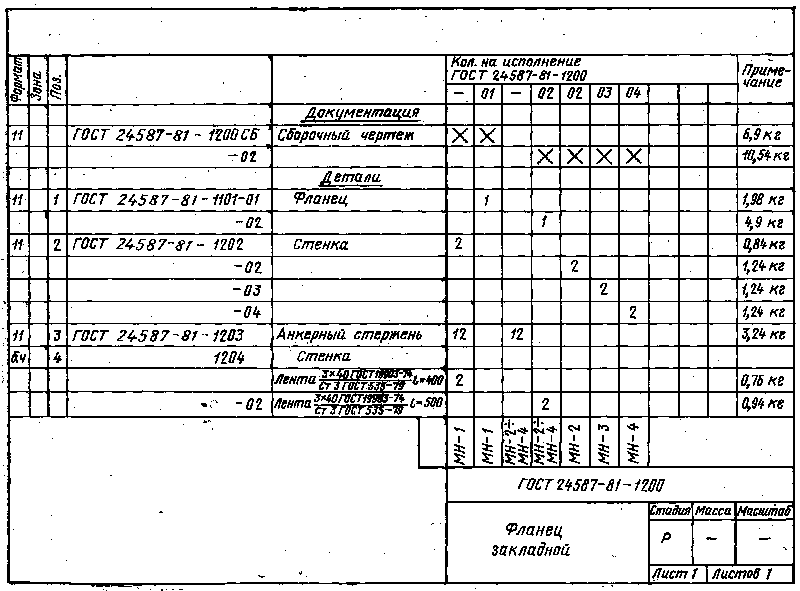 Формат Зона Поз. Кол. на исполнение ГОСТ 24587-81-1200 Приме-чание
— 01 — 02 02 03 04
Документация
11 ГОСТ 24587-81-1200СБ Сборочный чертеж X X 6,9 кг
-02 X X X X 10,54 кг
Детали
11 1 ГОСТ 24587-81-1101-01 Фланец 1 1,98 кг
-02 1 4,9 кг
11 2 ГОСТ 24587-81-1202 Стенка 2 0,84 кг
-02 2 1,24 кг
-03 2 1,24 кг
-04 2 1,24 кг
11 3 ГОСТ 24587-81-1203 Анкерный стержень 12 12 3,24 кг
б.ч 4 1204 Стенка
Лента 3×40 ГОСТ 19903-74 Ст 3 ГОСТ 535-79 L=400 2 0,76 кг
-02 Лента 3×40 ГОСТ 19903-74 Ст 3 ГОСТ 535-79 L=500 2 0,94 кг
МН-1 МН-1 МН-2÷МН-4 МН-2÷МН-4 МН-2 МН-3 МН-4
ГОСТ 24587-81-1200
Фланец закладной
Стадия Масса Масштаб
Р — —
Лист 1 Листов 1